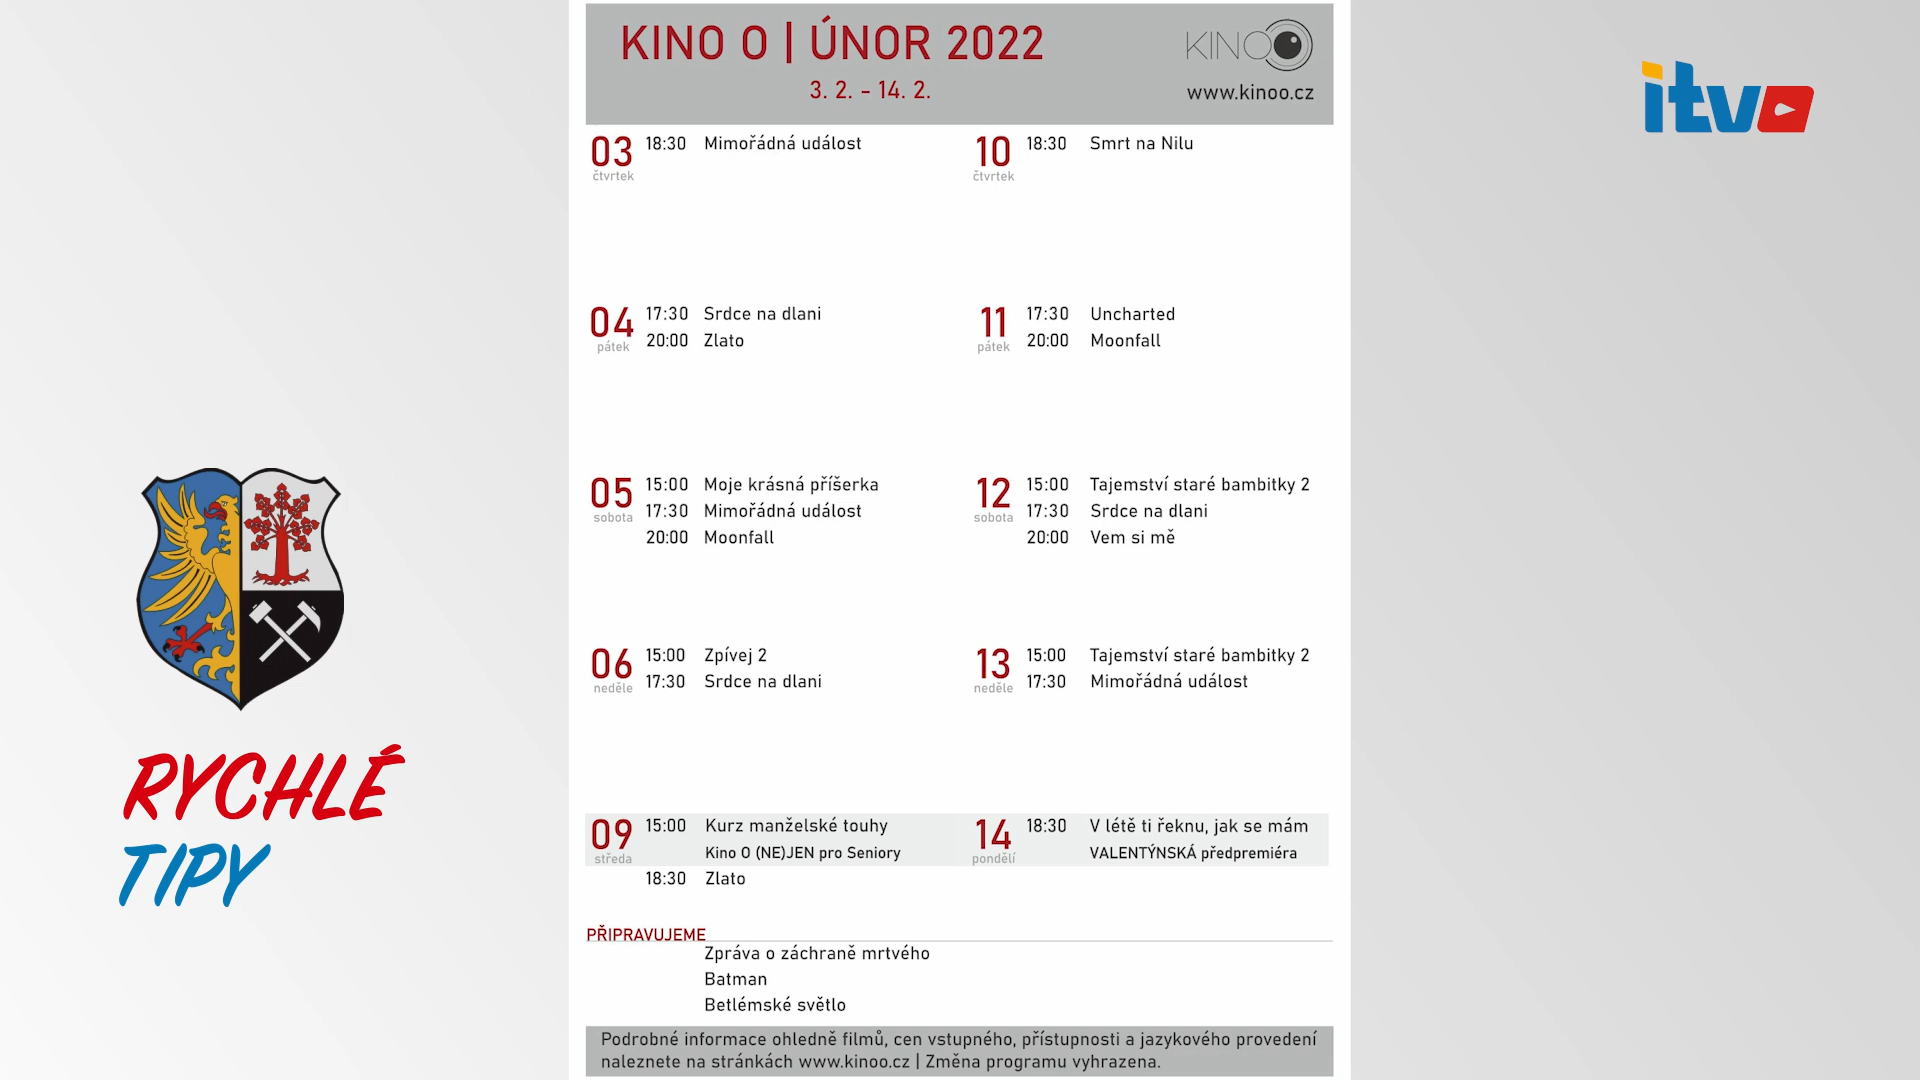 KINO O | ÚNOR 2022
3. 2. - 14. 2.
KINOO
www.kinoo.cz
itvo
03 čtvrtek
18:30 Mimořádná událost
04 pátek
17:30 Srdce na dlani
20:00 Zlato
05 sobota
15:00 Moje krásná příšerka
17:30 Mimořádná událost
20:00 Moonfall
06 neděle
15:00 Zpívej 2
17:30 Srdce na dlani
09 středa
15:00 Kurz manželské touhy
Kino O (NE)JEN pro Seniory
18:30 Zlato
10 čtvrtek
18:30 Smrt na Nilu
11 pátek
17:30 Uncharted
20:00 Moonfall
12 sobota
15:00 Tajemství staré bambitky 2
17:30 Srdce na dlani
20:00 Vem si mě
13 neděle
15:00 Tajemství staré bambitky 2
17:30 Mimořádná událost
14 pondělí
18:30 V létě ti řeknu, jak se mám
VALENTÝNSKÁ předpremiéra
PŘIPRAVUJEME
Zpráva o záchraně mrtvého
Batman
Betlémské světlo
Podrobné informace ohledně filmů, cen vstupného, přístupnosti a jazykového provedení
naleznete na stránkách www.kinoo.cz | Změna programu vyhrazena.
RYCHLÉ
TIPY